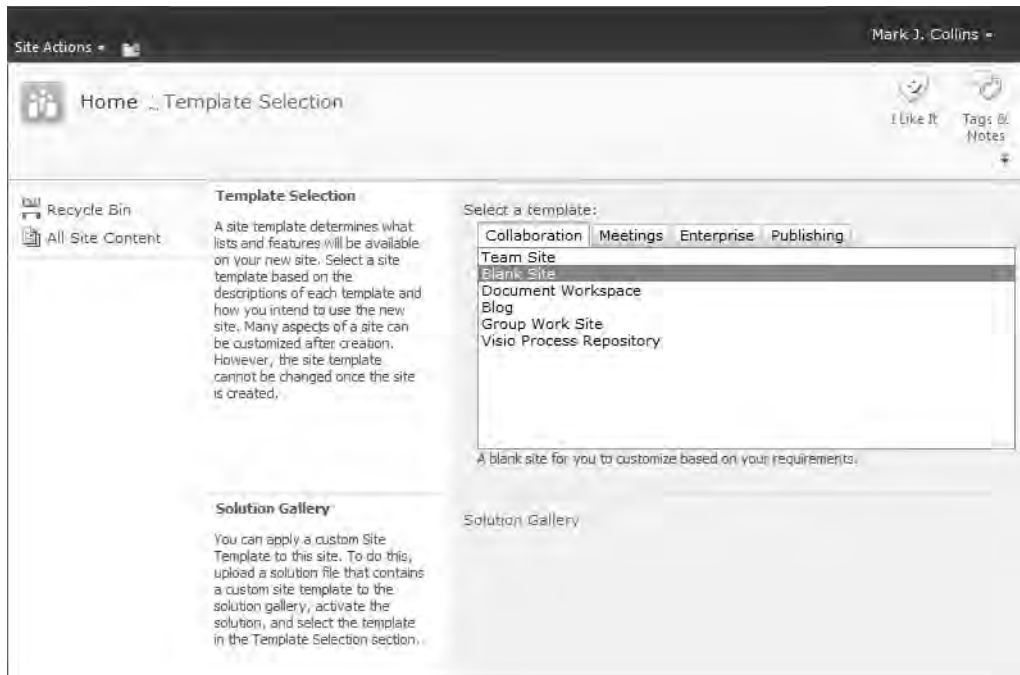 Site Actions
Mark J. Collins
Home
Template Selection
I Like It
Tags &
Notes
Recycle Bin
All Site Content
Template Selection
A site template determines what
lists and features will be available
on your new site. Select a site
template based on the
descriptions of each template and
how you intend to use the new
site. Many aspects of a site can
be customized after creation.
However, the site template
cannot be changed once the site
is created.
Select a template:
Collaboration Meetings Enterprise Publishing
Team Site
Blank Site
Document Workspace
Blog
Group Work Site
Visio Process Repository
A blank site for you to customize based on your requirements.
Solution Gallery
You can apply a custom Site
Template to this site. To do this,
upload a solution file that contains
a custom site template to the
solution gallery, activate the
solution, and select the template
in the Template Selection section.
Solution Gallery